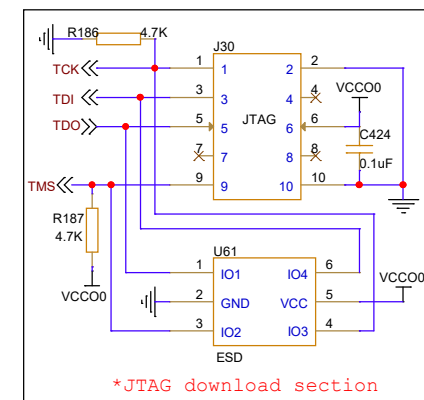 R186 4.7K
J30
TCK 1 1 2 2
VCCO0
TDI 3 3 4 4
JTAG
TDO 5 5 6 6
C424
7 7 8 8
0.1uF
TMS 9 9 10 10
R187
4.7K
VCCO0
U61
1 IO1 IO4 6
2 GND VCC 5
VCCO0
3 IO2 IO3 4
ESD
*JTAG download section